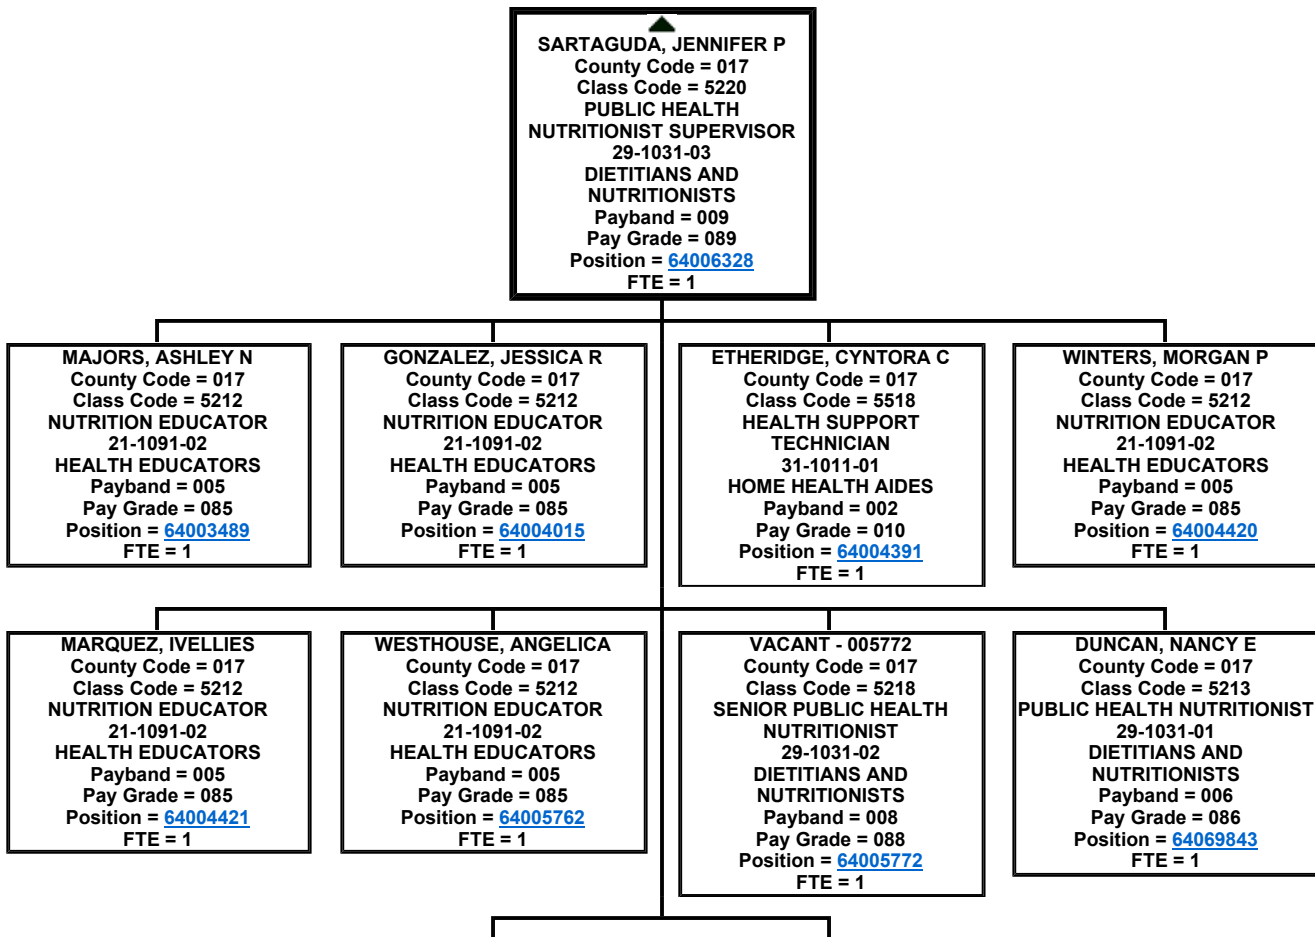 SARTAGUDA, JENNIFER P
County Code = 017
Class Code = 5220
PUBLIC HEALTH
NUTRITIONIST SUPERVISOR
29-1031-03
DIETITIANS AND
NUTRITIONISTS
Payband = 009
Pay Grade = 089
Position = 64006328
FTE = 1
MAJORS, ASHLEY N
County Code = 017
Class Code = 5212
NUTRITION EDUCATOR
21-1091-02
HEALTH EDUCATORS
Payband = 005
Pay Grade = 085
Position = 64003489
FTE = 1
GONZALEZ, JESSICA R
County Code = 017
Class Code = 5212
NUTRITION EDUCATOR
21-1091-02
HEALTH EDUCATORS
Payband = 005
Pay Grade = 085
Position = 64004015
FTE = 1
ETHERIDGE, CYNTORA C
County Code = 017
Class Code = 5518
HEALTH SUPPORT
TECHNICIAN
31-1011-01
HOME HEALTH AIDES
Payband = 002
Pay Grade = 010
Position = 64004391
FTE = 1
WINTERS, MORGAN P
County Code = 017
Class Code = 5212
NUTRITION EDUCATOR
21-1091-02
HEALTH EDUCATORS
Payband = 005
Pay Grade = 085
Position = 64004420
FTE = 1
MARQUEZ, IVELLIES
County Code = 017
Class Code = 5212
NUTRITION EDUCATOR
21-1091-02
HEALTH EDUCATORS
Payband = 005
Pay Grade = 085
Position = 64004421
FTE = 1
WESTHOUSE, ANGELICA
County Code = 017
Class Code = 5212
NUTRITION EDUCATOR
21-1091-02
HEALTH EDUCATORS
Payband = 005
Pay Grade = 085
Position = 64005762
FTE = 1
VACANT - 005772
County Code = 017
Class Code = 5218
SENIOR PUBLIC HEALTH
NUTRITIONIST
29-1031-02
DIETITIANS AND
NUTRITIONISTS
Payband = 008
Pay Grade = 088
Position = 64005772
FTE = 1
DUNCAN, NANCY E
County Code = 017
Class Code = 5213
PUBLIC HEALTH NUTRITIONIST
29-1031-01
DIETITIANS AND
NUTRITIONISTS
Payband = 006
Pay Grade = 086
Position = 64069843
FTE = 1